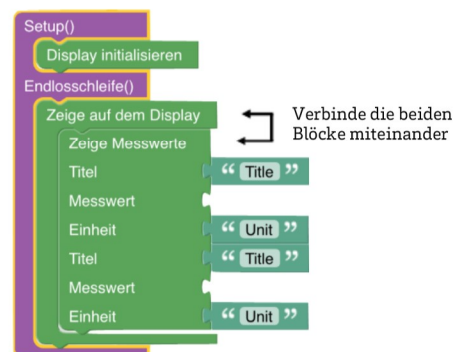 Setup()
Display initialisieren
Endlosschleife()
Zeige auf dem Display
Verbinde die beiden
Blöcke miteinander
Zeige Messwerte
Titel “ Title ”
Messwert
Einheit “ Unit ”
Titel “ Title ”
Messwert
Einheit “ Unit ”